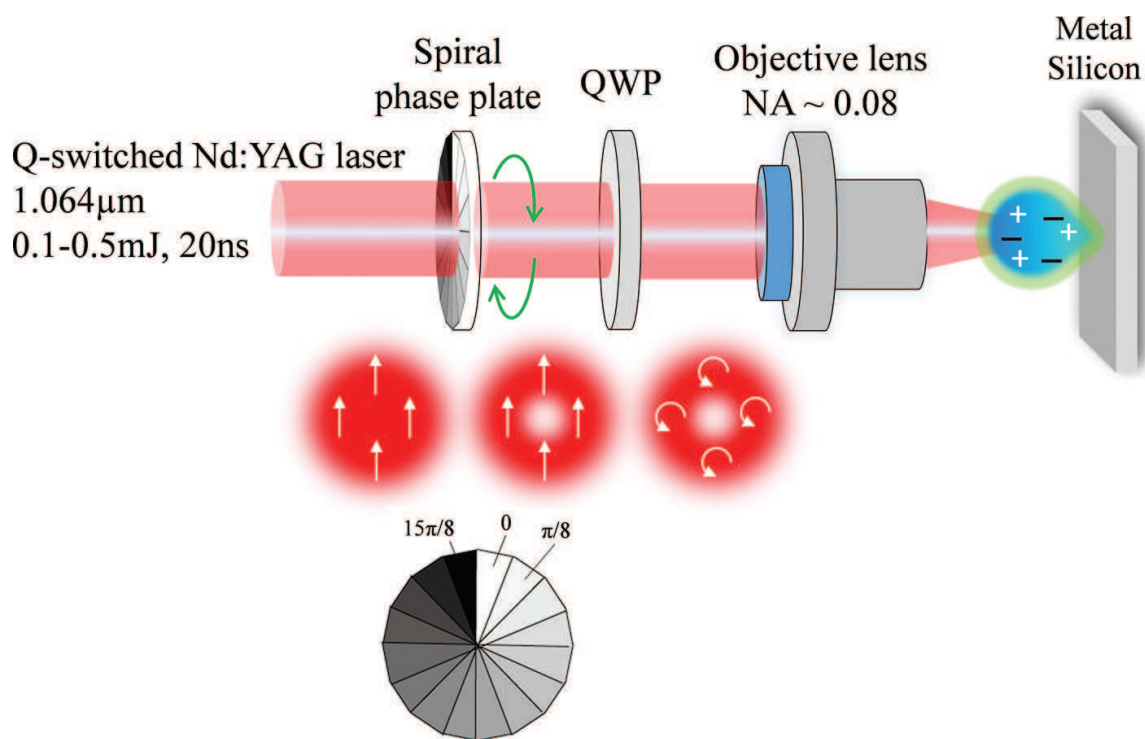 Metal
Silicon
Spiral
phase plate
QWP
Objective lens
NA ~ 0.08
Q-switched Nd:YAG laser
1.064µm
0.1-0.5mJ, 20ns
+ −
− +
+ −
15π/8
0
π/8